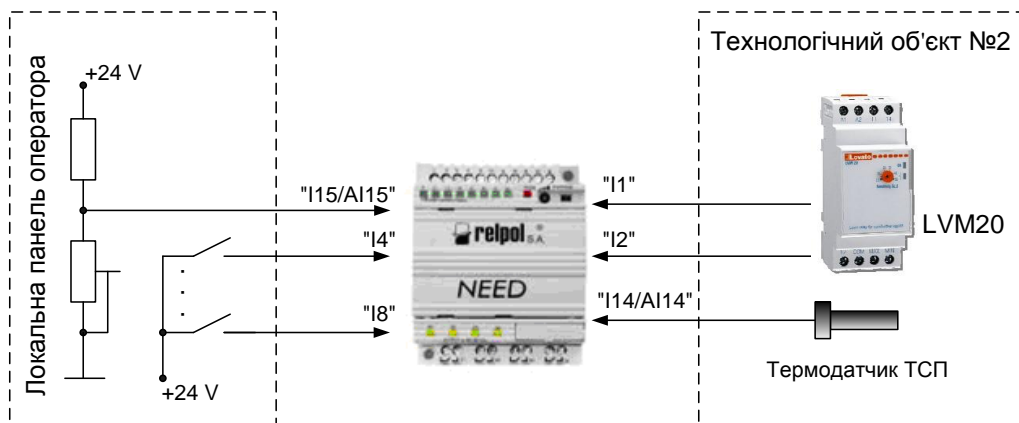 Локальна панель оператора
+24 V
"I15/AI15"
"I4"
"I8"
+24 V
relpol S.A.
NEED
Технологічний об'єкт №2
"I1"
"I2"
"I14/AI14"
Lovato
LVM20
Термодатчик ТСП